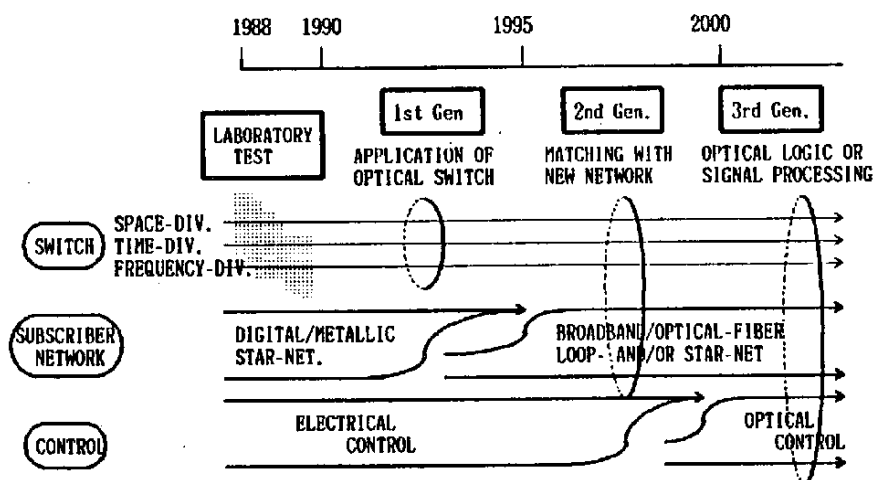 1988 1990 1995 2000
1st Gen 2nd Gen. 3rd Gen.
LABORATORY
TEST
APPLICATION OF
OPTICAL SWITCH
MATCHING WITH
NEW NETWORK
OPTICAL LOGIC OR
SIGNAL PROCESSING
SWITCH
SPACE-DIV.
TIME-DIV.
FREQUENCY-DIV.
SUBSCRIBER
NETWORK
DIGITAL/METALLIC
STAR-NET.
BROADBAND/OPTICAL-FIBER
LOOP- AND/OR STAR-NET
CONTROL
ELECTRICAL
CONTROL
OPTICAL
CONTROL